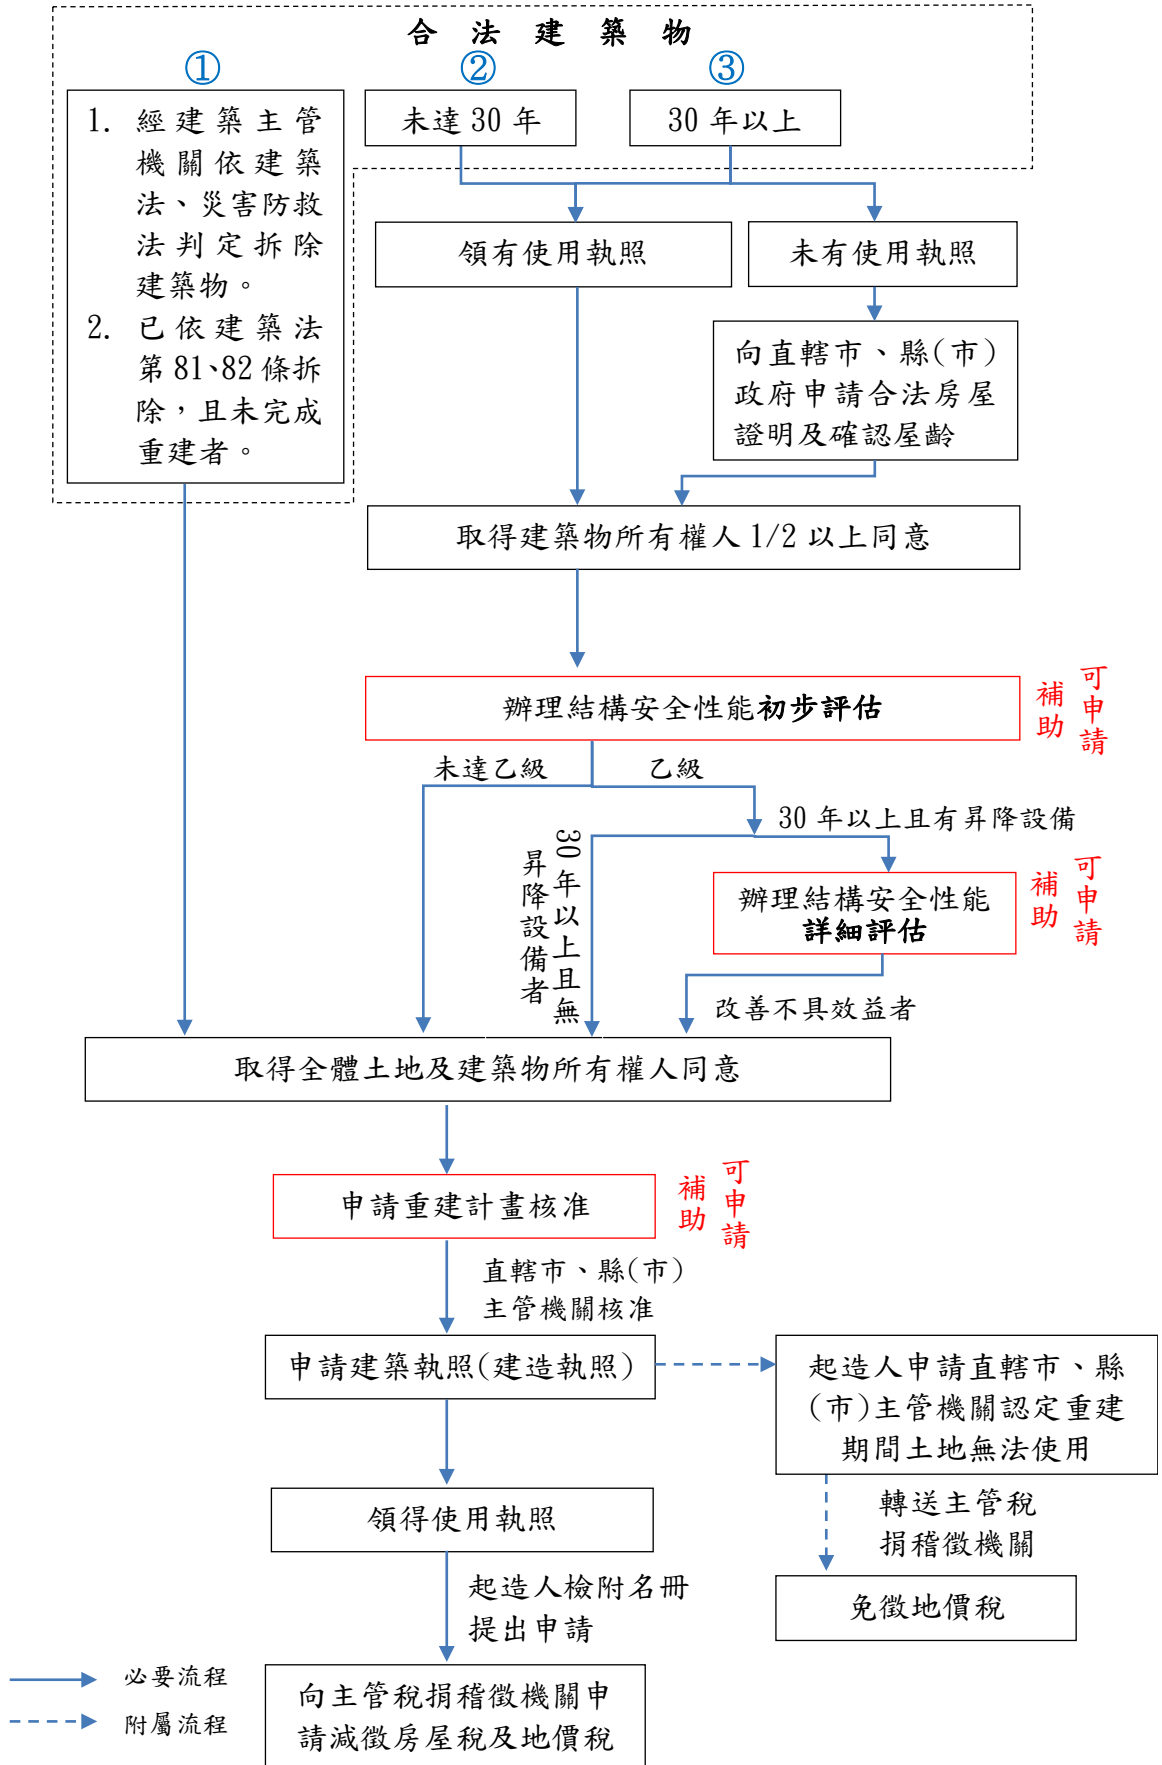 合法建築物
①
②
③
1. 經建築主管
機關依建築
法、災害防救
法判定拆除
建築物。
2. 已依建築法
第81、82條拆
除，且未完成
重建者。
未達30年
30年以上
領有使用執照
未有使用執照
向直轄市、縣(市)
政府申請合法房屋
證明及確認屋齡
取得建築物所有權人1/2以上同意
辦理結構安全性能初步評估
可申請
補助
未達乙級
乙級
30年以上且有昇降設備
30年以上且無
昇降設備者
辦理結構安全性能
詳細評估
可申請
補助
改善不具效益者
取得全體土地及建築物所有權人同意
申請重建計畫核准
可申請
補助
直轄市、縣(市)
主管機關核准
申請建築執照(建造執照)
起造人申請直轄市、縣
(市)主管機關認定重建
期間土地無法使用
領得使用執照
轉送主管稅
捐稽徵機關
起造人檢附名冊
提出申請
免徵地價稅
必要流程
附屬流程
向主管稅捐稽徵機關申
請減徵房屋稅及地價稅